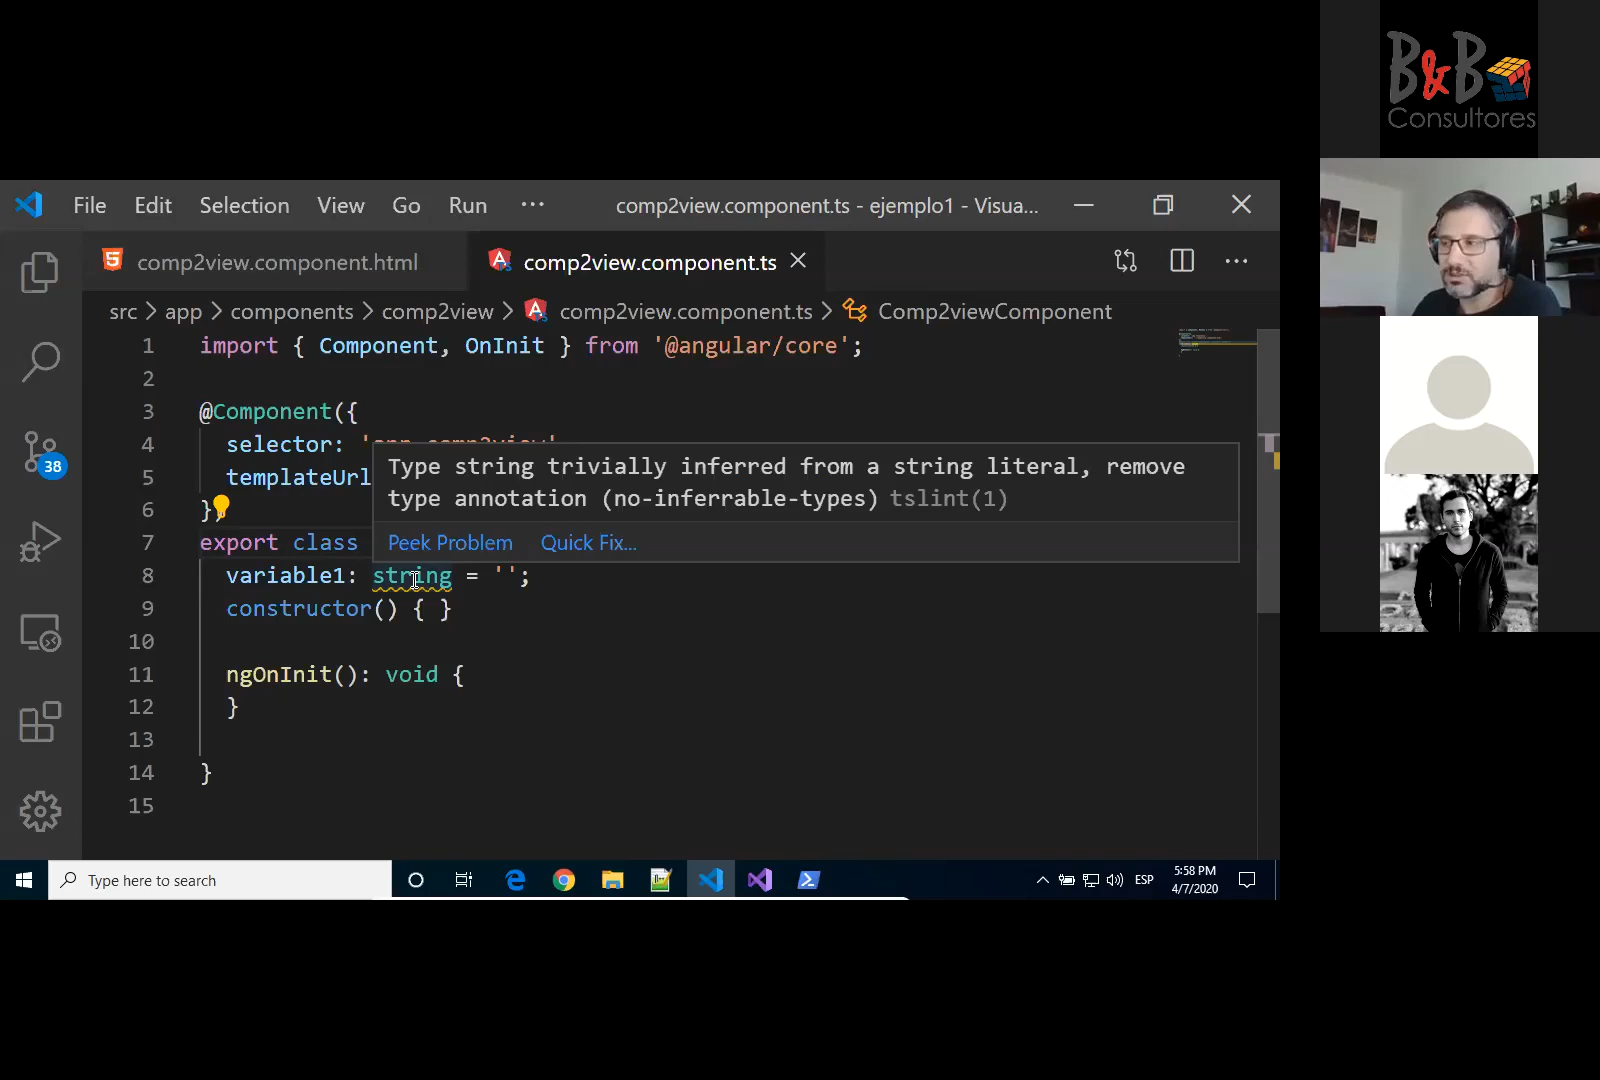 B&B
Consultores
File Edit Selection View Go Run ··· comp2view.component.ts - ejemplo1 - Visua...
comp2view.component.html comp2view.component.ts
src > app > components > comp2view > comp2view.component.ts > Comp2viewComponent
1 import { Component, OnInit } from '@angular/core';
2
3 @Component({
4 selector: 'app-comp2view'
Type string trivially inferred from a string literal, remove
5 templateUrl
type annotation (no-inferrable-types) tslint(1)
6 })
7 export class
Peek Problem Quick Fix...
8 variable1: string = '';
9 constructor() { }
10
11 ngOnInit(): void {
12 }
13
14 }
15
38
Type here to search
ESP
5:58 PM
4/7/2020